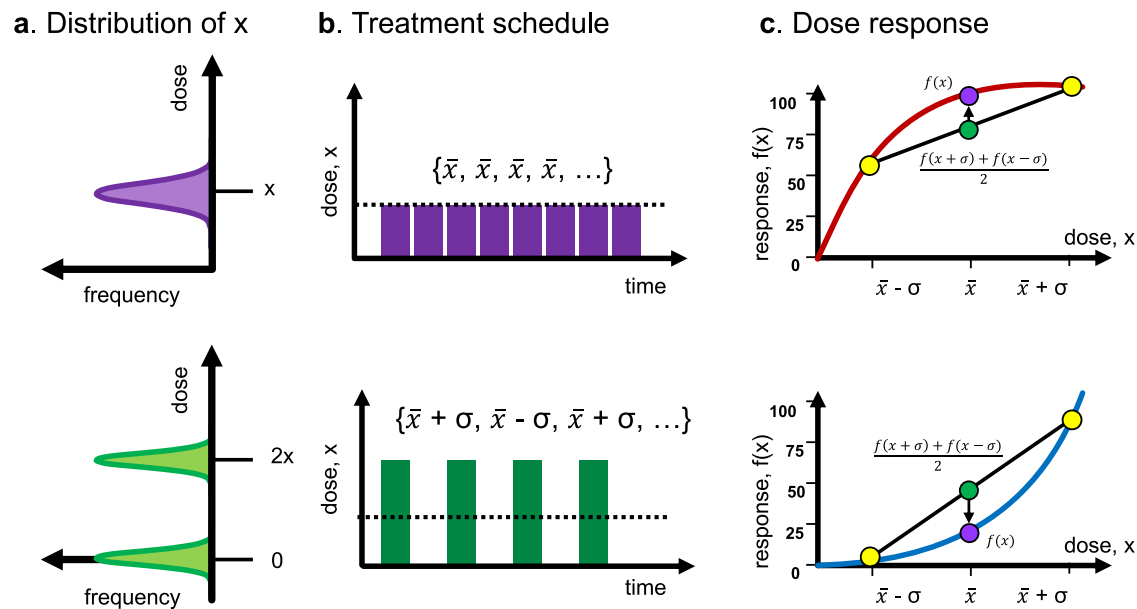 a. Distribution of x
b. Treatment schedule
c. Dose response
dose
x
frequency
dose, x
{x̄, x̄, x̄, x̄, …}
time
response, f(x)
100
75
50
25
0
f(x)
f(x + σ) + f(x − σ)
2
dose, x
x̄ - σ
x̄
x̄ + σ
dose
2x
0
frequency
dose, x
{x̄ + σ, x̄ - σ, x̄ + σ, …}
time
response, f(x)
100
75
50
25
0
f(x + σ) + f(x − σ)
2
f(x)
dose, x
x̄ - σ
x̄
x̄ + σ